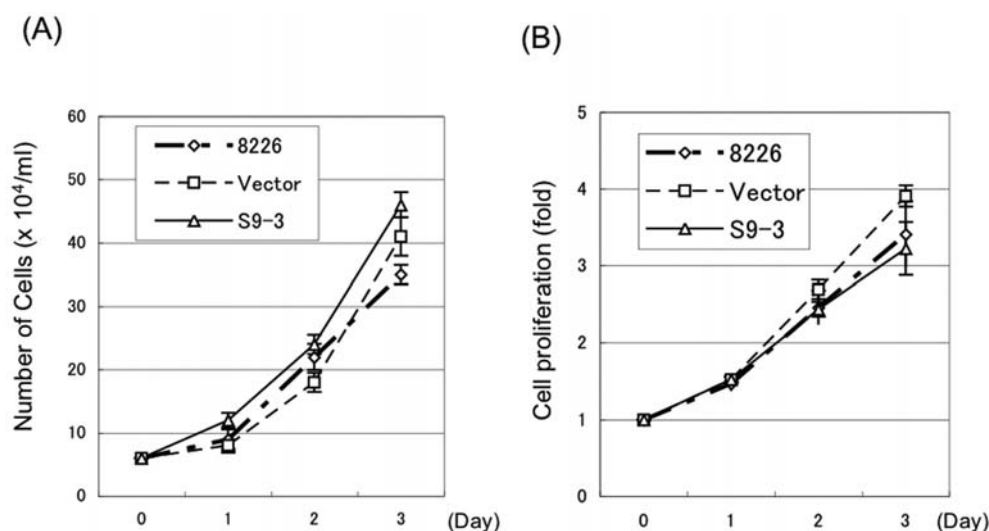 (A)
Number of Cells (x 10⁴/ml)
60
50
40
30
20
10
0
8226
Vector
S9-3
0 1 2 3 (Day)
(B)
Cell proliferation (fold)
5
4
3
2
1
0
8226
Vector
S9-3
0 1 2 3 (Day)